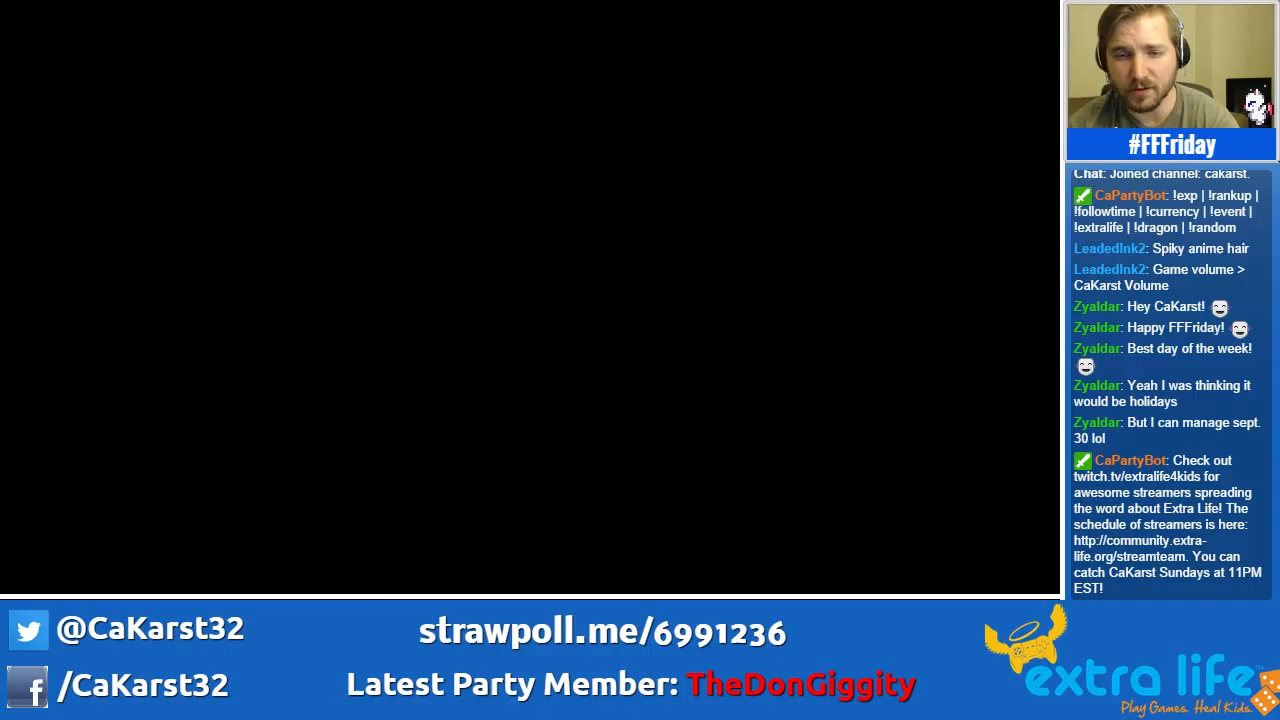 #FFFriday
Chat: Joined channel: cakarst.
CaPartyBot: !exp | !rankup |
!followtime | !currency | !event |
!extralife | !dragon | !random
LeadedInk2: Spiky anime hair
LeadedInk2: Game volume >
CaKarst Volume
Zyaldar: Hey CaKarst!
Zyaldar: Happy FFFriday!
Zyaldar: Best day of the week!
Zyaldar: Yeah I was thinking it
would be holidays
Zyaldar: But I can manage sept.
30 lol
CaPartyBot: Check out
twitch.tv/extralife4kids for
awesome streamers spreading
the word about Extra Life! The
schedule of streamers is here:
http://community.extra-
life.org/streamteam. You can
catch CaKarst Sundays at 11PM
EST!
@CaKarst32
strawpoll.me/6991236
/CaKarst32
Latest Party Member: TheDonGiggity
extra life
Play Games. Heal Kids.